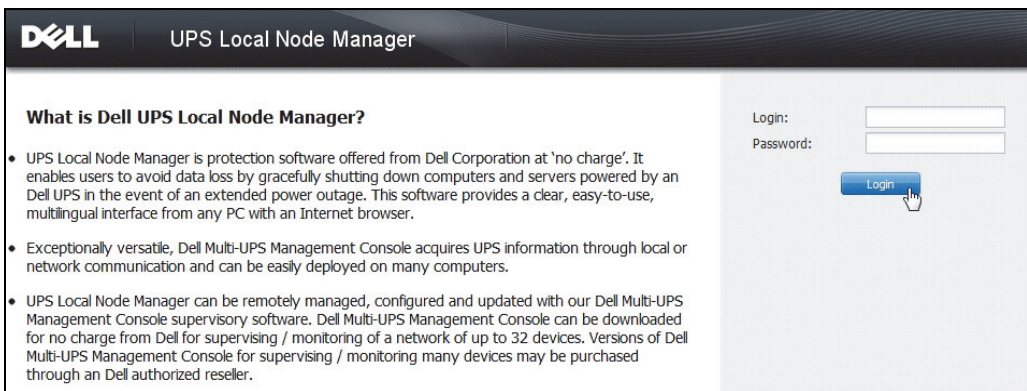 DELL
UPS Local Node Manager
What is Dell UPS Local Node Manager?
• UPS Local Node Manager is protection software offered from Dell Corporation at ‘no charge’. It
enables users to avoid data loss by gracefully shutting down computers and servers powered by an
Dell UPS in the event of an extended power outage. This software provides a clear, easy-to-use,
multilingual interface from any PC with an Internet browser.
• Exceptionally versatile, Dell Multi-UPS Management Console acquires UPS information through local or
network communication and can be easily deployed on many computers.
• UPS Local Node Manager can be remotely managed, configured and updated with our Dell Multi-UPS
Management Console supervisory software. Dell Multi-UPS Management Console can be downloaded
for no charge from Dell for supervising / monitoring of a network of up to 32 devices. Versions of Dell
Multi-UPS Management Console for supervising / monitoring many devices may be purchased
through an Dell authorized reseller.
Login:
Password:
Login